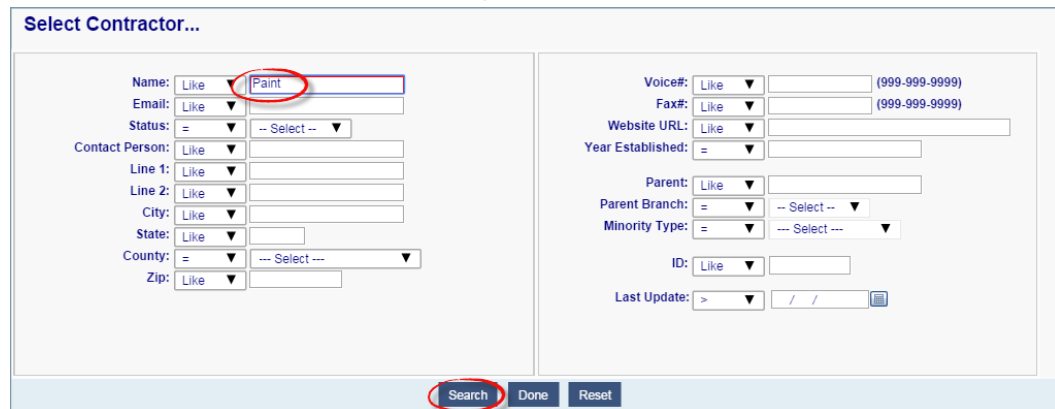 Select Contractor...
Name: Like ▼ Paint
Email: Like ▼
Status: = ▼ -- Select -- ▼
Contact Person: Like ▼
Line 1: Like ▼
Line 2: Like ▼
City: Like ▼
State: Like ▼
County: = ▼ --- Select --- ▼
Zip: Like ▼
Voice#: Like ▼ (999-999-9999)
Fax#: Like ▼ (999-999-9999)
Website URL: Like ▼
Year Established: = ▼
Parent: Like ▼
Parent Branch: = ▼ -- Select -- ▼
Minority Type: = ▼ --- Select --- ▼
ID: Like ▼
Last Update: > ▼ / /
Search Done Reset